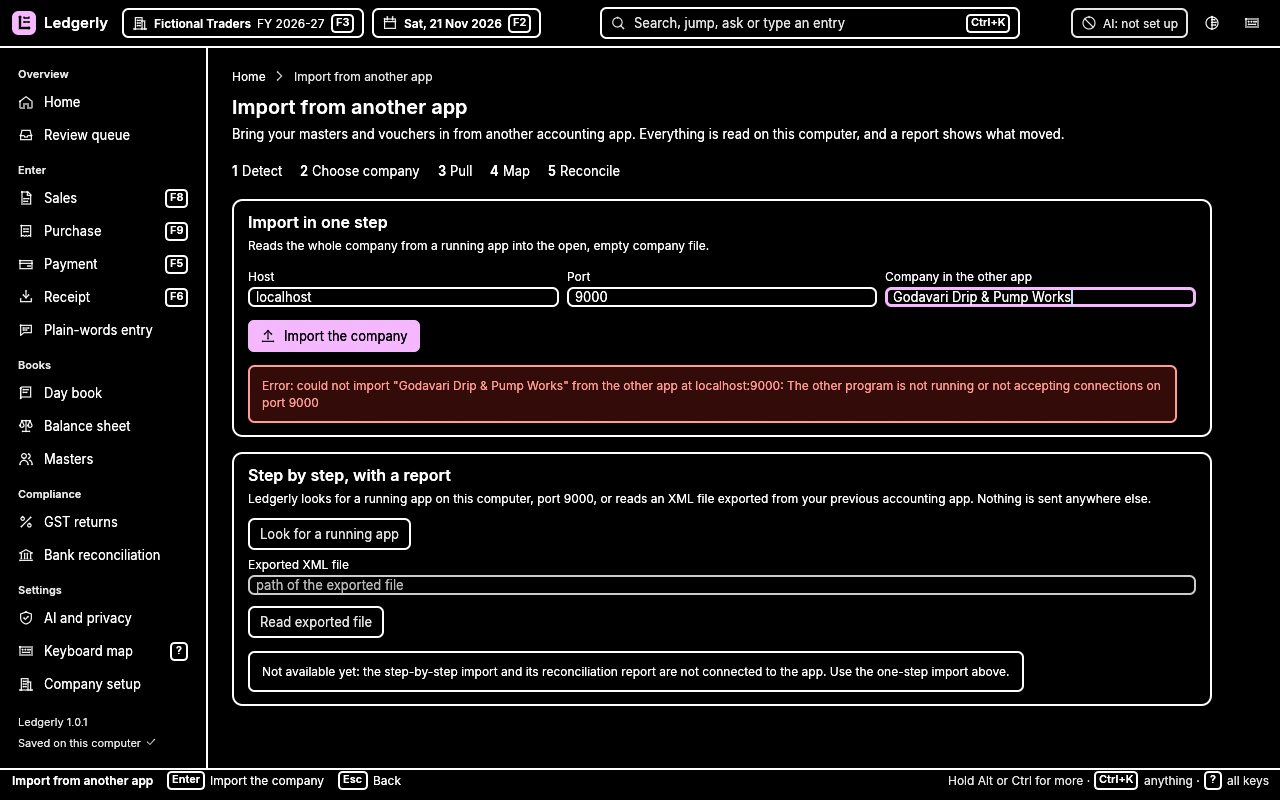 Ledgerly
Fictional Traders FY 2026-27 F3
Sat, 21 Nov 2026 F2
Search, jump, ask or type an entry Ctrl+K
AI: not set up
Overview
Home
Review queue
Enter
Sales F8
Purchase F9
Payment F5
Receipt F6
Plain-words entry
Books
Day book
Balance sheet
Masters
Compliance
GST returns
Bank reconciliation
Settings
AI and privacy
Keyboard map ?
Company setup
Ledgerly 1.0.1
Saved on this computer
Home Import from another app
Import from another app
Bring your masters and vouchers in from another accounting app. Everything is read on this computer, and a report shows what moved.
1 Detect 2 Choose company 3 Pull 4 Map 5 Reconcile
Import in one step
Reads the whole company from a running app into the open, empty company file.
Host Port Company in the other app
localhost 9000 Godavari Drip & Pump Works
Import the company
Error: could not import "Godavari Drip & Pump Works" from the other app at localhost:9000: The other program is not running or not accepting connections on
port 9000
Step by step, with a report
Ledgerly looks for a running app on this computer, port 9000, or reads an XML file exported from your previous accounting app. Nothing is sent anywhere else.
Look for a running app
Exported XML file
path of the exported file
Read exported file
Not available yet: the step-by-step import and its reconciliation report are not connected to the app. Use the one-step import above.
Import from another app Enter Import the company Esc Back
Hold Alt or Ctrl for more · Ctrl+K anything · ? all keys